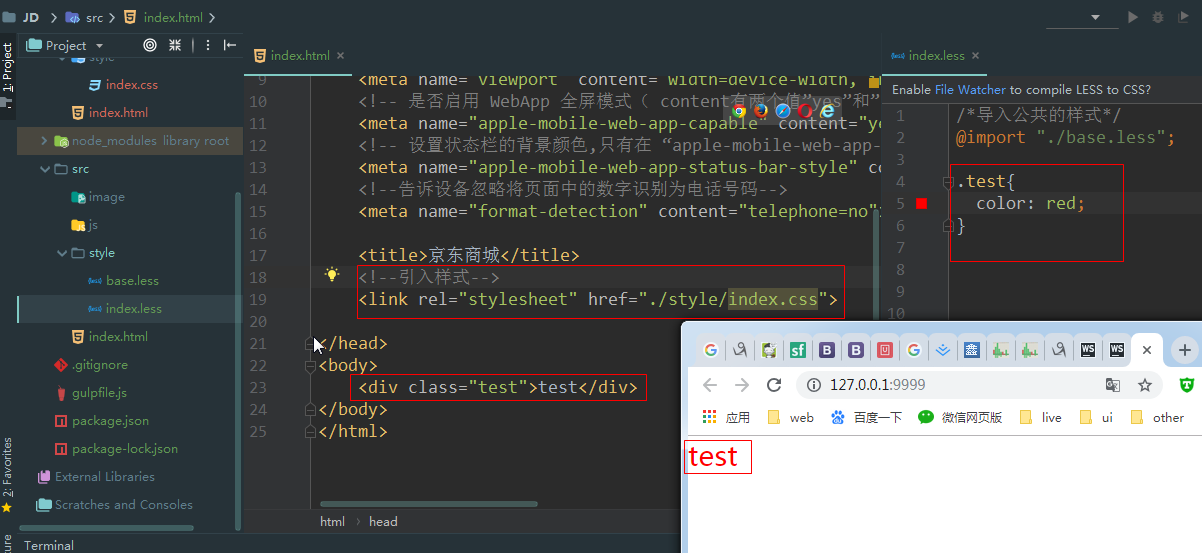 JD
src
index.html
1: Project
Project
style
index.css
index.html
node_modules library root
src
image
js
style
base.less
index.less
index.html
.gitignore
gulpfile.js
package.json
package-lock.json
External Libraries
Scratches and Consoles
2: Favorites
Terminal
index.html
9 <meta name="viewport" content="width=device-width,
10 <!-- 是否启用 WebApp 全屏模式（ content有两个值”yes”和”
11 <meta name="apple-mobile-web-app-capable" content="ye
12 <!-- 设置状态栏的背景颜色,只有在 “apple-mobile-web-app-
13 <meta name="apple-mobile-web-app-status-bar-style" co
14 <!--告诉设备忽略将页面中的数字识别为电话号码-->
15 <meta name="format-detection" content="telephone=no"
16
17 <title>京东商城</title>
18 <!--引入样式-->
19 <link rel="stylesheet" href="./style/index.css">
20
21 </head>
22 <body>
23 <div class="test">test</div>
24 </body>
25 </html>
html
head
index.less
Enable File Watcher to compile LESS to CSS?
1 /*导入公共的样式*/
2 @import "./base.less";
3
4 .test{
5 color: red;
6 }
7
8
9
10
127.0.0.1:9999
应用
web
百度一下
微信网页版
live
ui
other
test